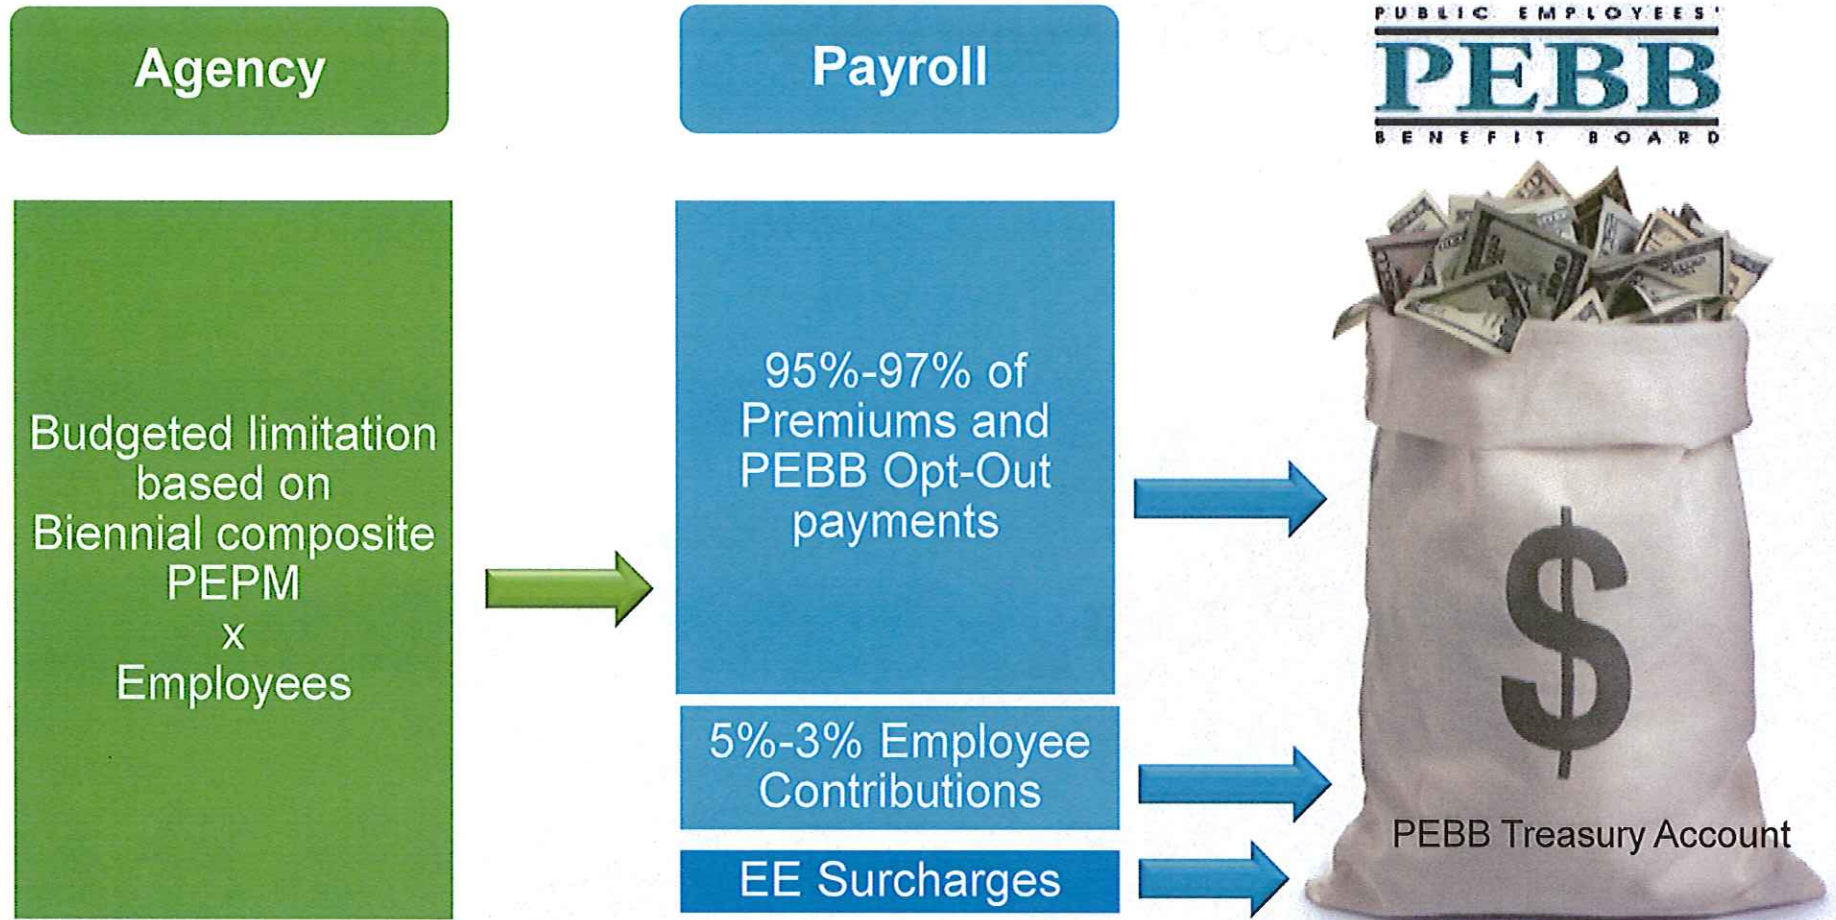 Agency
Budgeted limitation
based on
Biennial composite
PEPM
x
Employees
Payroll
95%-97% of
Premiums and
PEBB Opt-Out
payments
5%-3% Employee
Contributions
EE Surcharges
PUBLIC EMPLOYEES'
PEBB
BENEFIT BOARD
$
PEBB Treasury Account